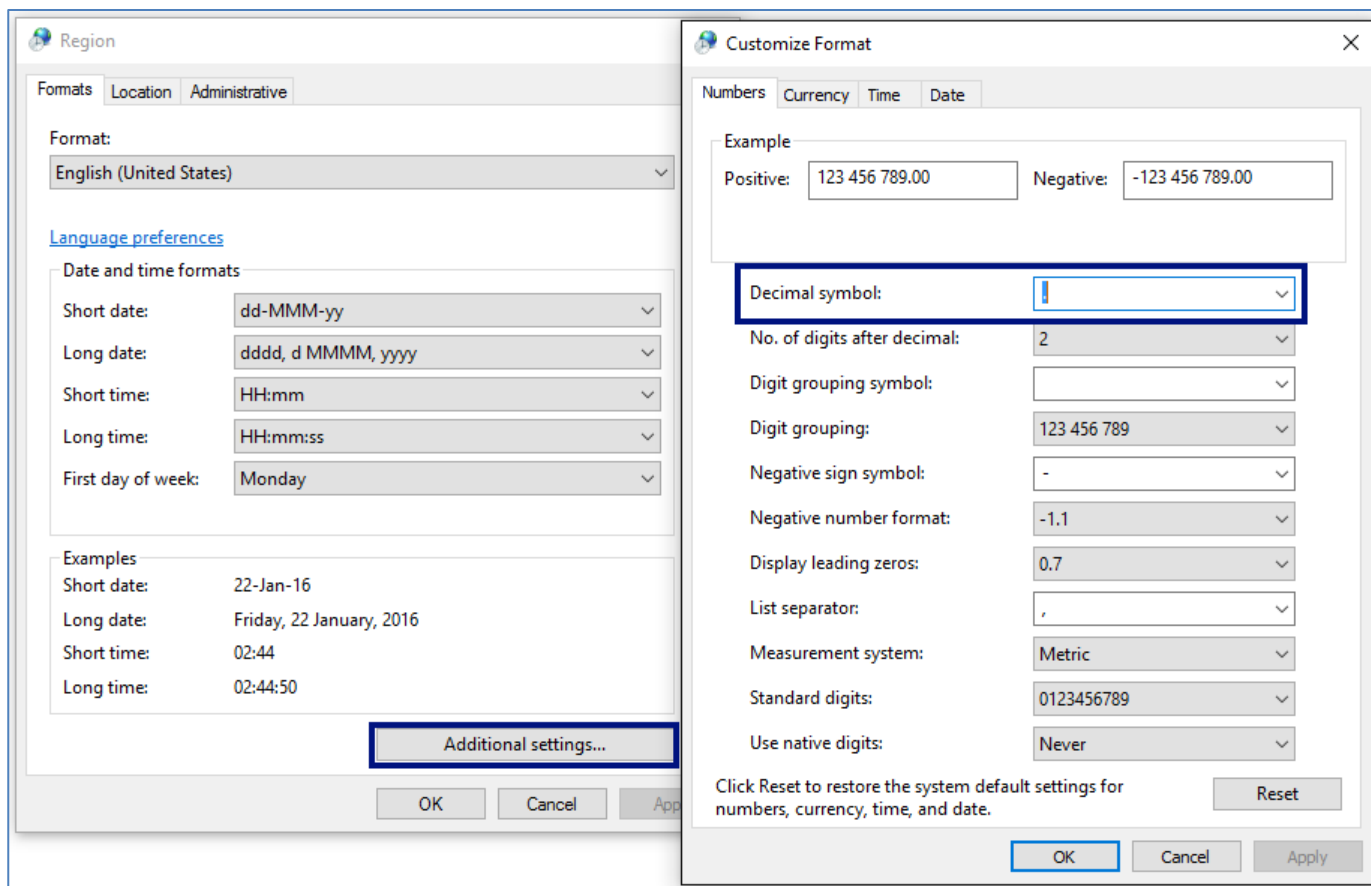 Region
Formats Location Administrative
Format:
English (United States)
Language preferences
Date and time formats
Short date: dd-MMM-yy
Long date: dddd, d MMMM, yyyy
Short time: HH:mm
Long time: HH:mm:ss
First day of week: Monday
Examples
Short date: 22-Jan-16
Long date: Friday, 22 January, 2016
Short time: 02:44
Long time: 02:44:50
Additional settings...
OK Cancel App
Customize Format
Numbers Currency Time Date
Example
Positive: 123 456 789.00 Negative: -123 456 789.00
Decimal symbol: .
No. of digits after decimal: 2
Digit grouping symbol:
Digit grouping: 123 456 789
Negative sign symbol: -
Negative number format: -1.1
Display leading zeros: 0.7
List separator: ,
Measurement system: Metric
Standard digits: 0123456789
Use native digits: Never
Click Reset to restore the system default settings for
numbers, currency, time, and date.
Reset
OK Cancel Apply